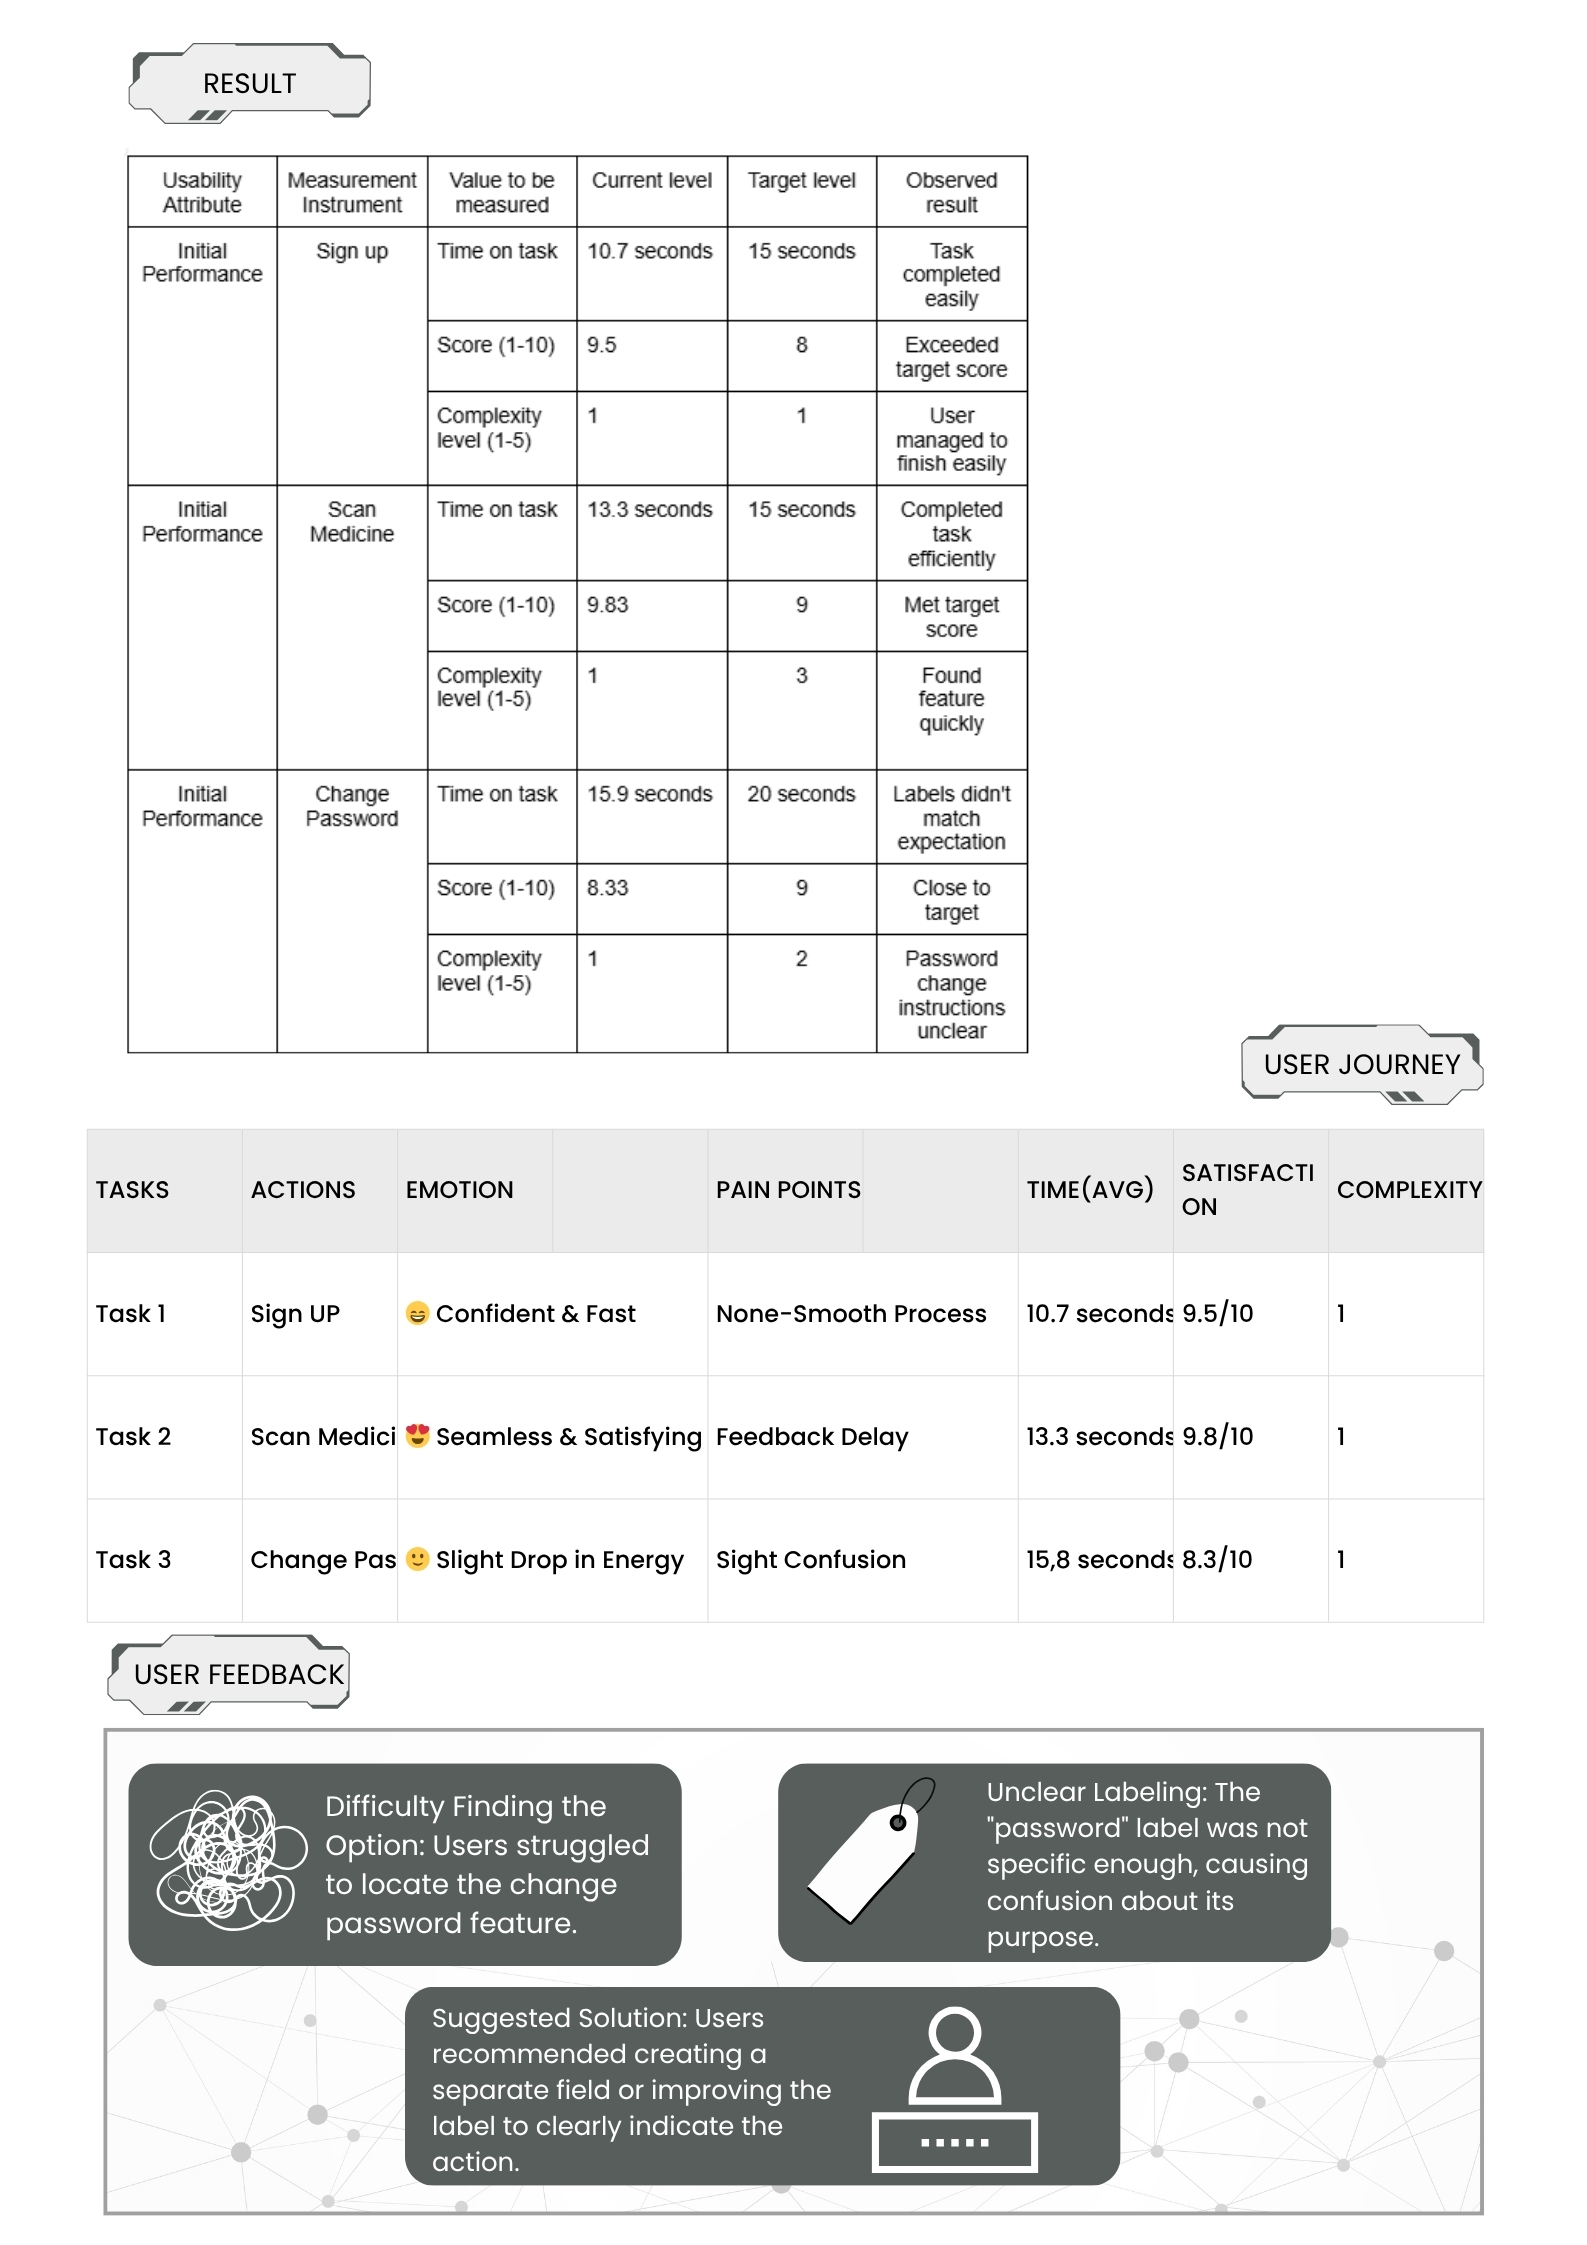 RESULT
Usability Attribute
Measurement Instrument
Value to be measured
Current level
Target level
Observed result
Initial Performance
Sign up
Time on task
10.7 seconds
15 seconds
Task completed easily
Score (1-10)
9.5
8
Exceeded target score
Complexity level (1-5)
1
1
User managed to finish easily
Initial Performance
Scan Medicine
Time on task
13.3 seconds
15 seconds
Completed task efficiently
Score (1-10)
9.83
9
Met target score
Complexity level (1-5)
1
3
Found feature quickly
Initial Performance
Change Password
Time on task
15.9 seconds
20 seconds
Labels didn't match expectation
Score (1-10)
8.33
9
Close to target
Complexity level (1-5)
1
2
Password change instructions unclear
USER JOURNEY
TASKS
ACTIONS
EMOTION
PAIN POINTS
TIME(AVG)
SATISFACTI
ON
COMPLEXITY
Task 1
Sign UP
😄 Confident & Fast
None-Smooth Process
10.7 seconds
9.5/10
1
Task 2
Scan Medici
😍 Seamless & Satisfying
Feedback Delay
13.3 seconds
9.8/10
1
Task 3
Change Pas
🙂 Slight Drop in Energy
Sight Confusion
15,8 seconds
8.3/10
1
USER FEEDBACK
Difficulty Finding the
Option: Users struggled
to locate the change
password feature.
Unclear Labeling: The
"password" label was not
specific enough, causing
confusion about its
purpose.
Suggested Solution: Users
recommended creating a
separate field or improving the
label to clearly indicate the
action.